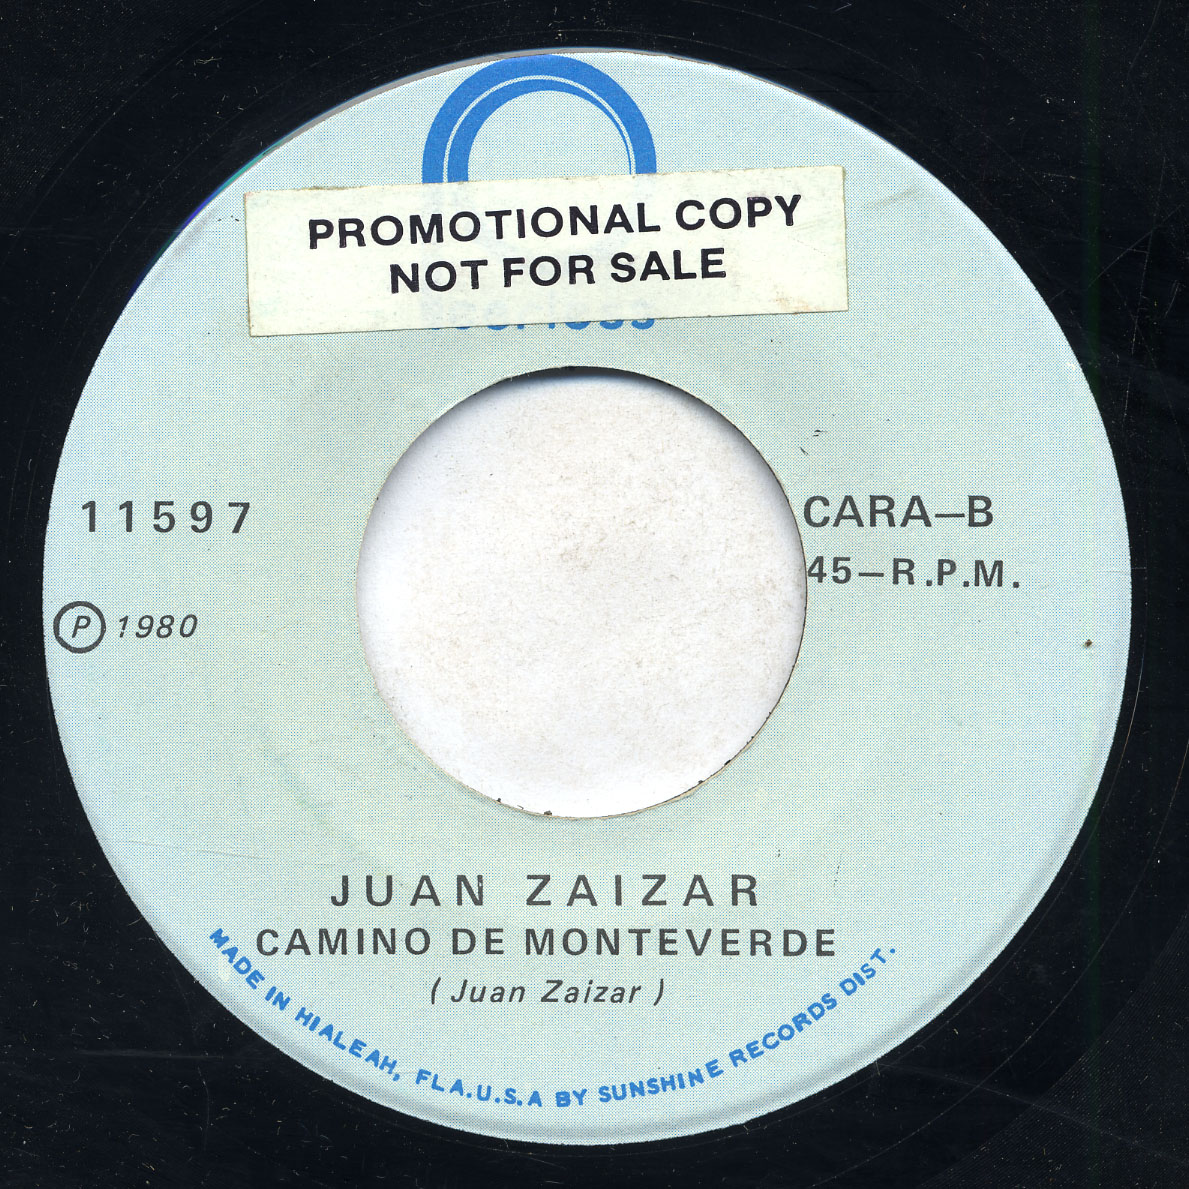 PROMOTIONAL COPY
NOT FOR SALE
11597
CARA—B
45—R.P.M.
Ⓟ 1980
JUAN ZAIZAR
CAMINO DE MONTEVERDE
( Juan Zaizar )
MADE IN HIALEAH, FLA.U.S.A BY SUNSHINE RECORDS DIST.